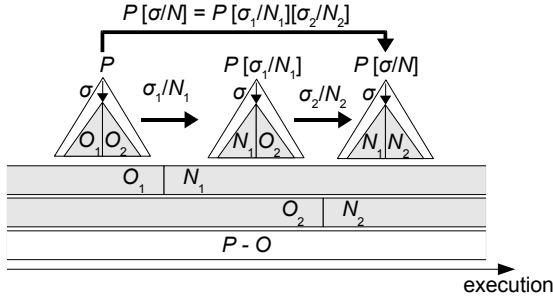 P [σ/N] = P [σ₁/N₁][σ₂/N₂]
P P [σ₁/N₁] P [σ/N]
σ σ₁/N₁ σ σ₂/N₂ σ
O₁ O₂ N₁ O₂ N₁ N₂
O₁ N₁
O₂ N₂
P - O
execution